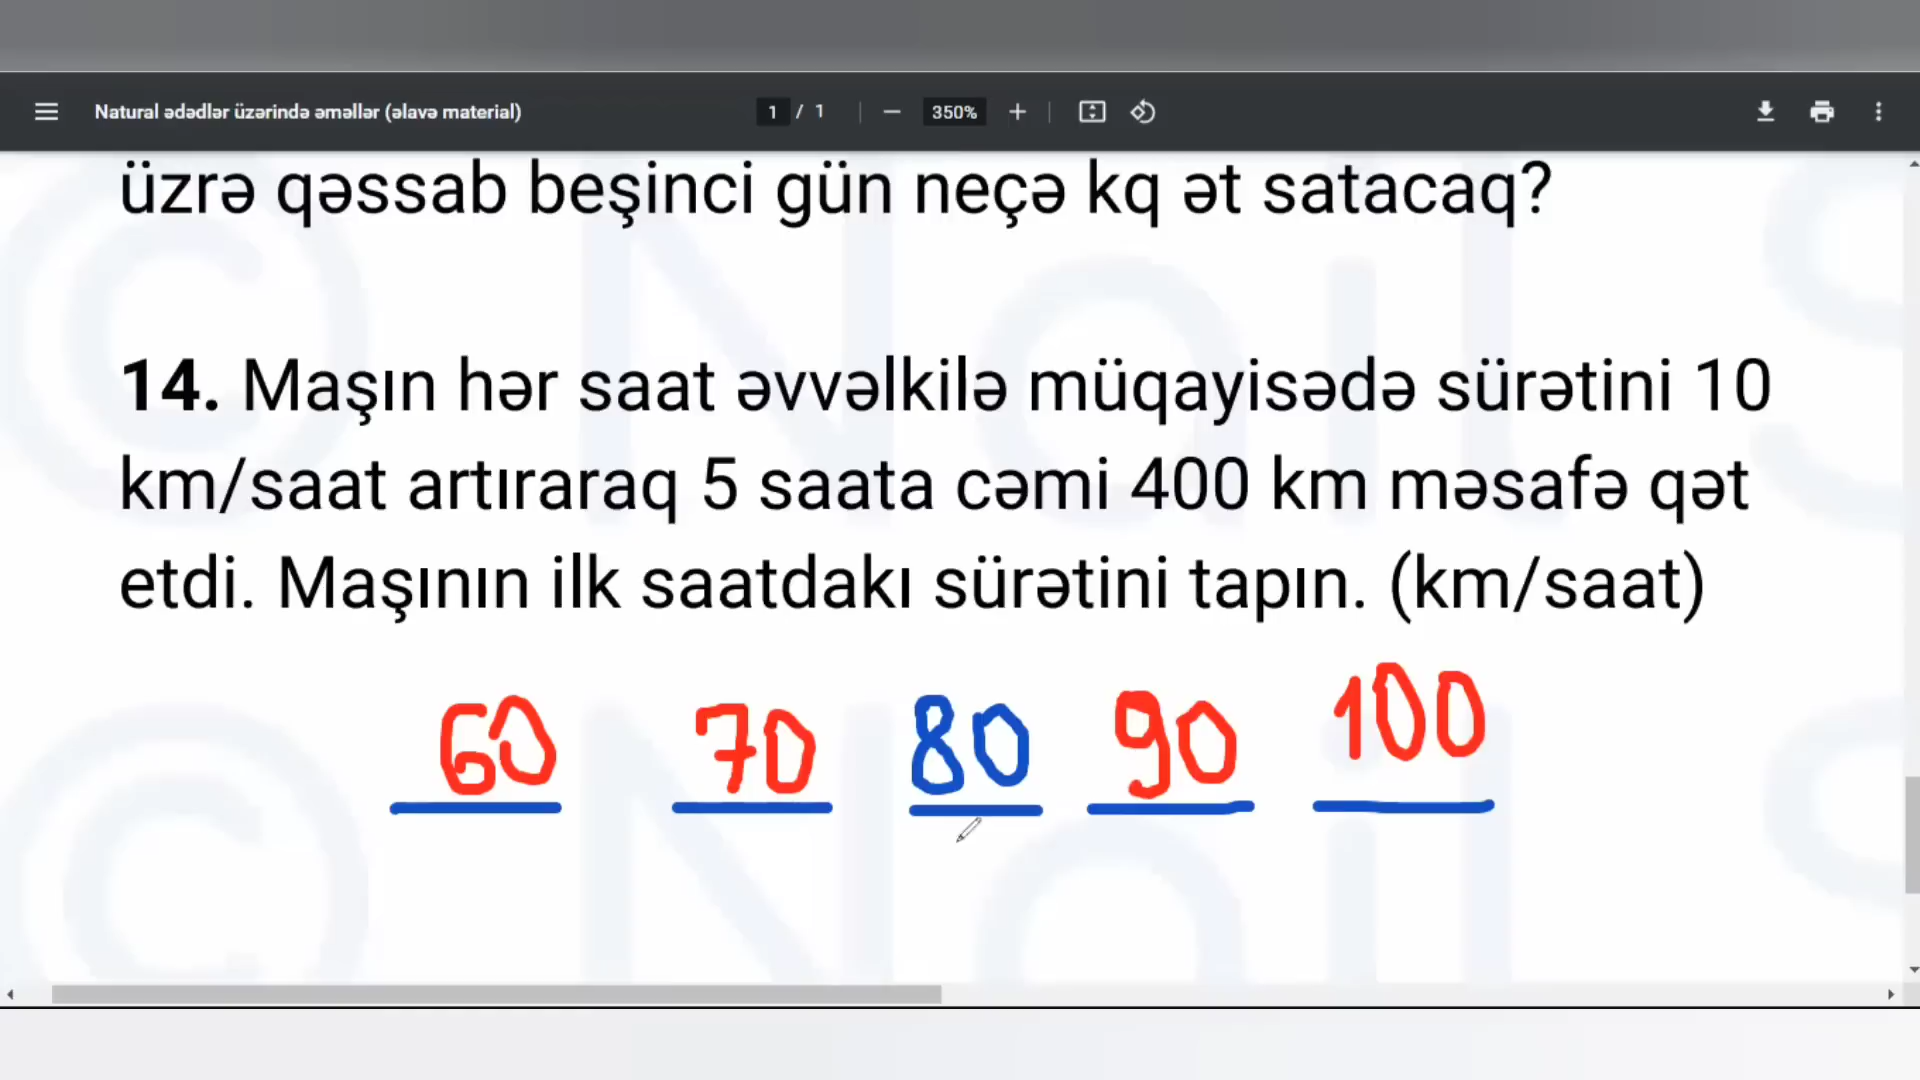 Natural ədədlər üzərində əməllər (əlavə material)
1 / 1
350%
üzrə qəssab beşinci gün neçə kq ət satacaq?
14. Maşın hər saat əvvəlkilə müqayisədə sürətini 10
km/saat artıraraq 5 saata cəmi 400 km məsafə qət
etdi. Maşının ilk saatdakı sürətini tapın. (km/saat)
60 70 80 90 100
© Nail S
© Nail S